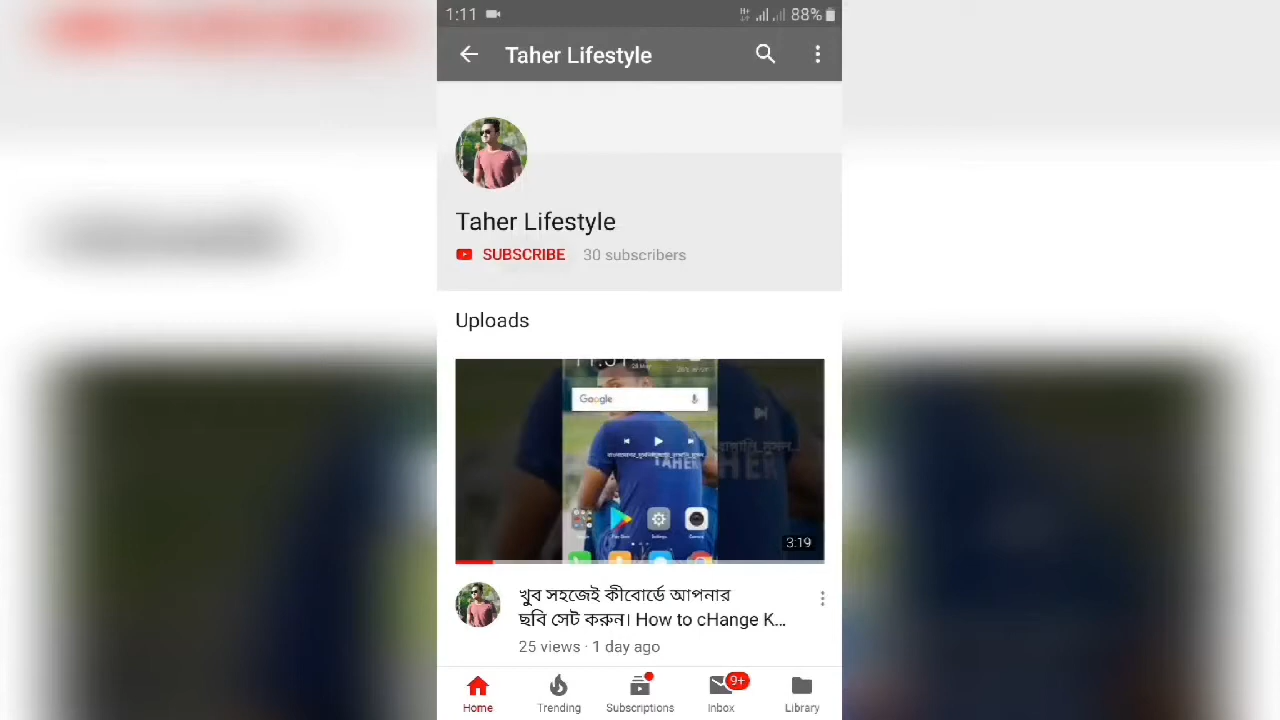 1:11
88%
Taher Lifestyle
Taher Lifestyle
SUBSCRIBE 30 subscribers
Uploads
Google
TAHER
3:19
খুব সহজেই কীবোর্ডে আপনার
ছবি সেট করুন। How to cHange K...
25 views · 1 day ago
9+
Home Trending Subscriptions Inbox Library